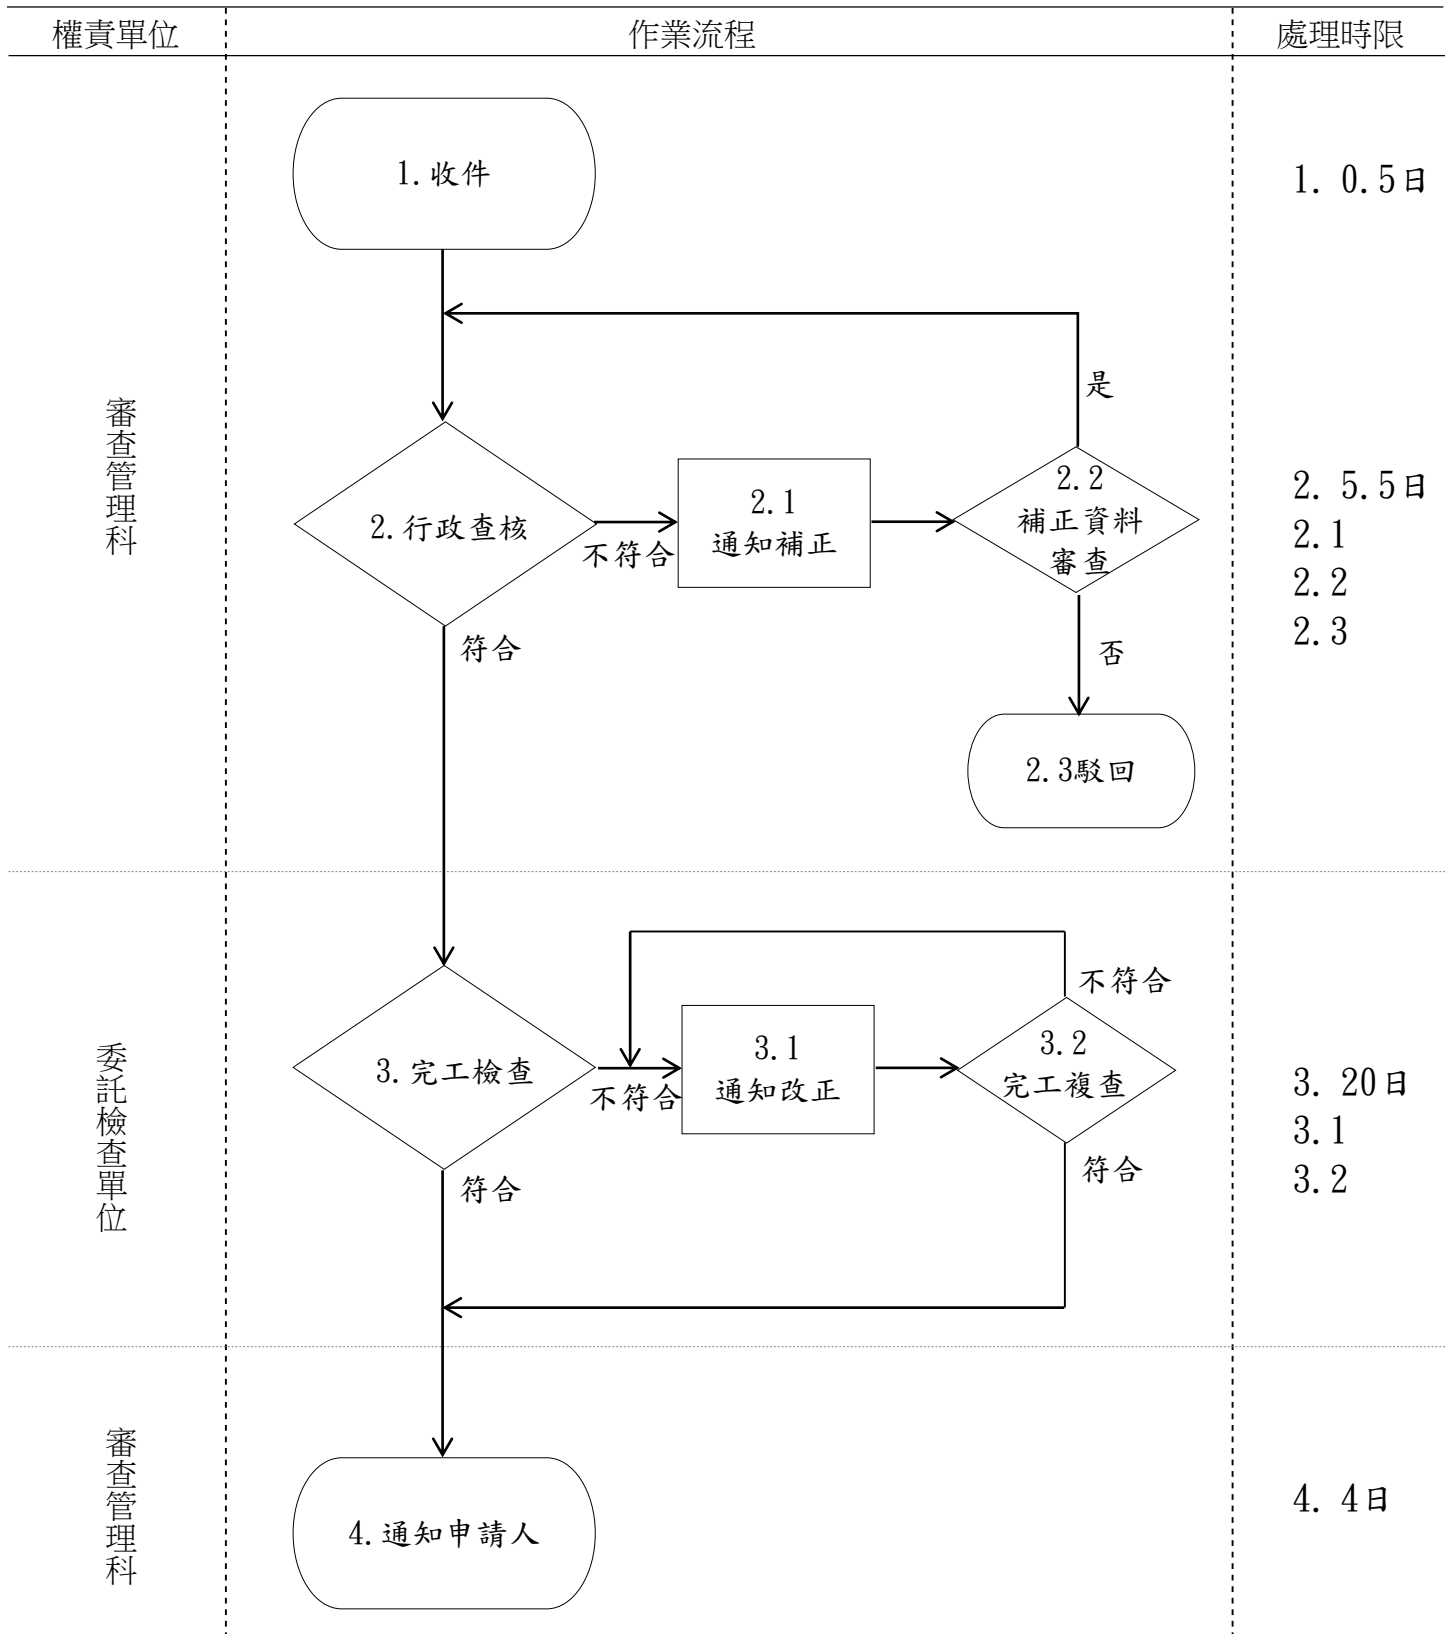 權責單位
作業流程
處理時限
審查管理科
1.收件
1. 0.5日
是
2.行政查核
不符合
2.1
通知補正
2.2
補正資料
審查
2. 5.5日
2.1
2.2
2.3
符合
否
2.3駁回
委託檢查單位
不符合
3.完工檢查
不符合
3.1
通知改正
3.2
完工複查
3. 20日
3.1
3.2
符合
符合
審查管理科
4.通知申請人
4. 4日